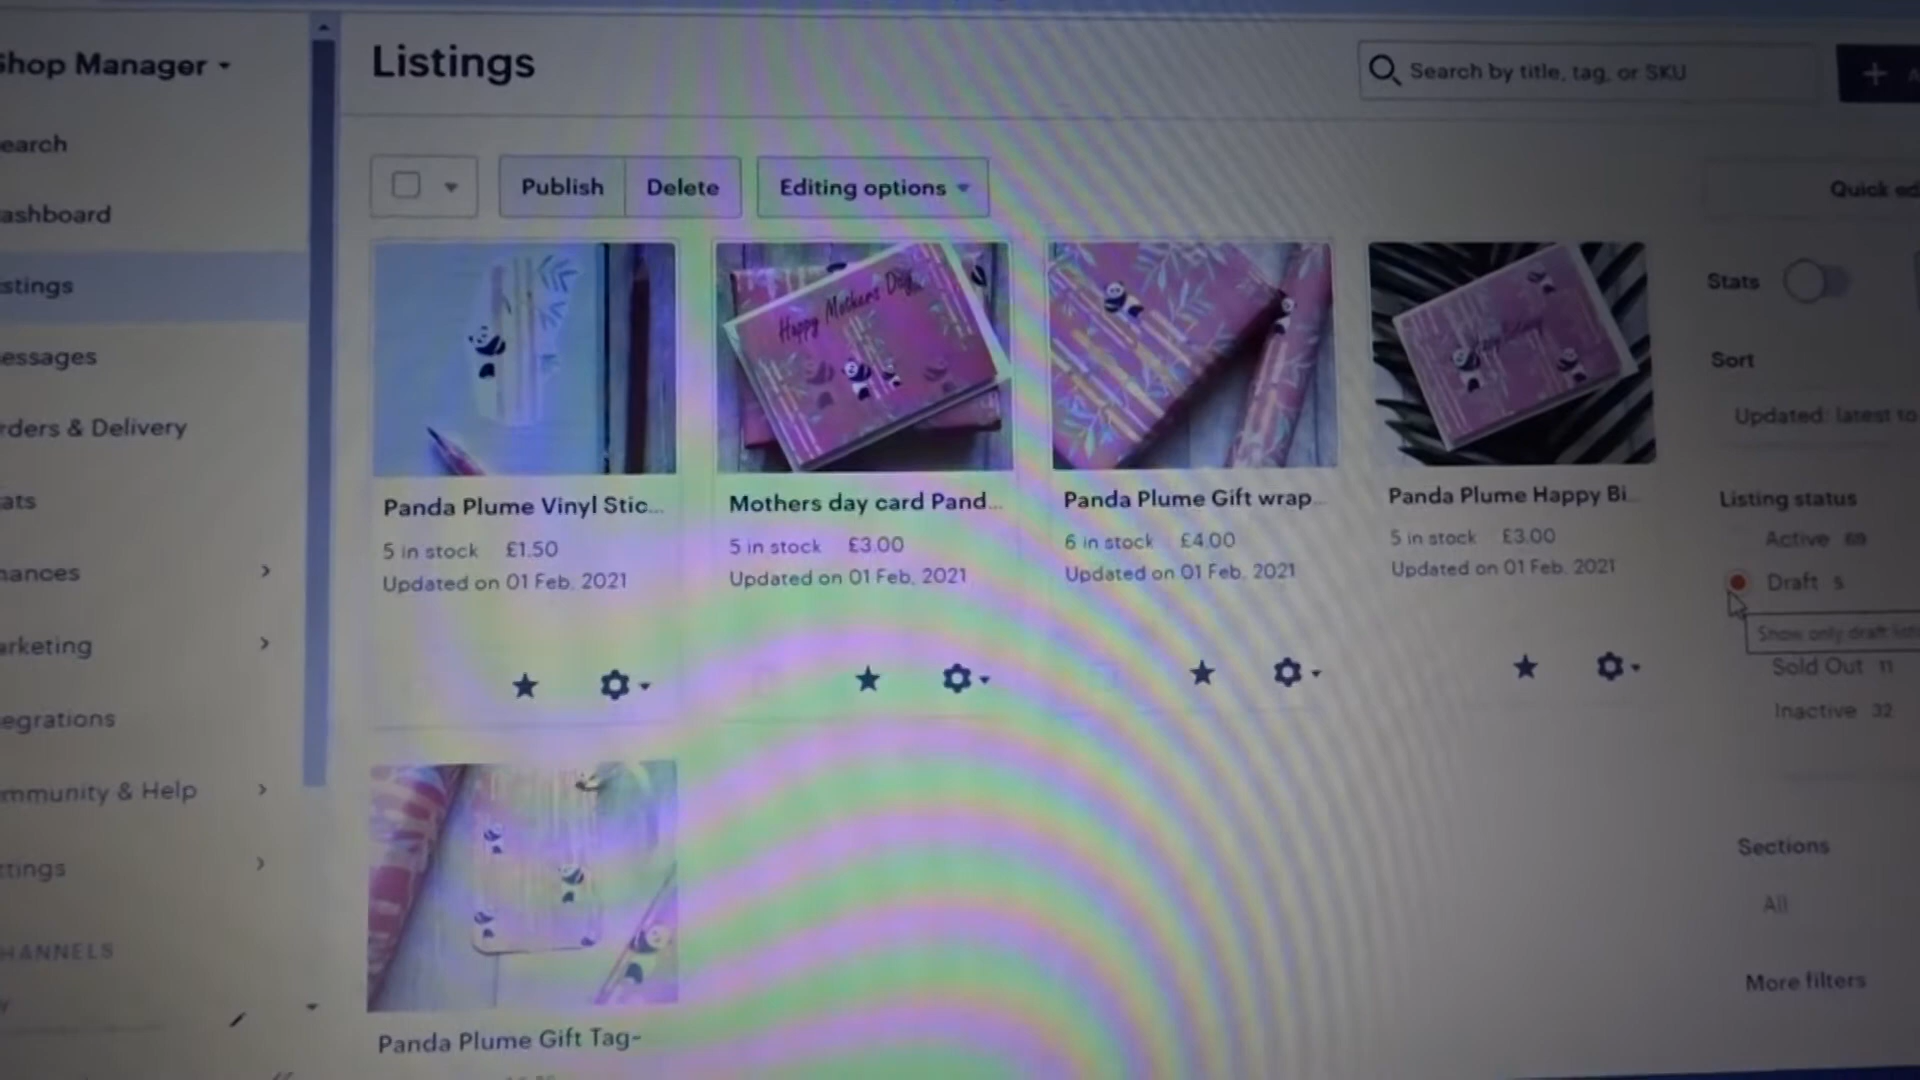 Shop Manager
Listings
Search by title, tag, or SKU
earch
ashboard
stings
essages
rders & Delivery
ats
nances
arketing
tegrations
mmunity & Help
ttings
HANNELS
Publish
Delete
Editing options
Quick ed
Happy Mothers Day
Panda Plume Vinyl Stic...
5 in stock £1.50
Updated on 01 Feb, 2021
Mothers day card Pand...
5 in stock £3.00
Updated on 01 Feb, 2021
Panda Plume Gift wrap...
6 in stock £4.00
Updated on 01 Feb, 2021
Panda Plume Happy Bi...
5 in stock £3.00
Updated on 01 Feb, 2021
Panda Plume Gift Tag-
Stats
Sort
Updated: latest to
Listing status
Active
Draft 5
Show only draft
Sold Out 11
Inactive 32
Sections
All
More filters